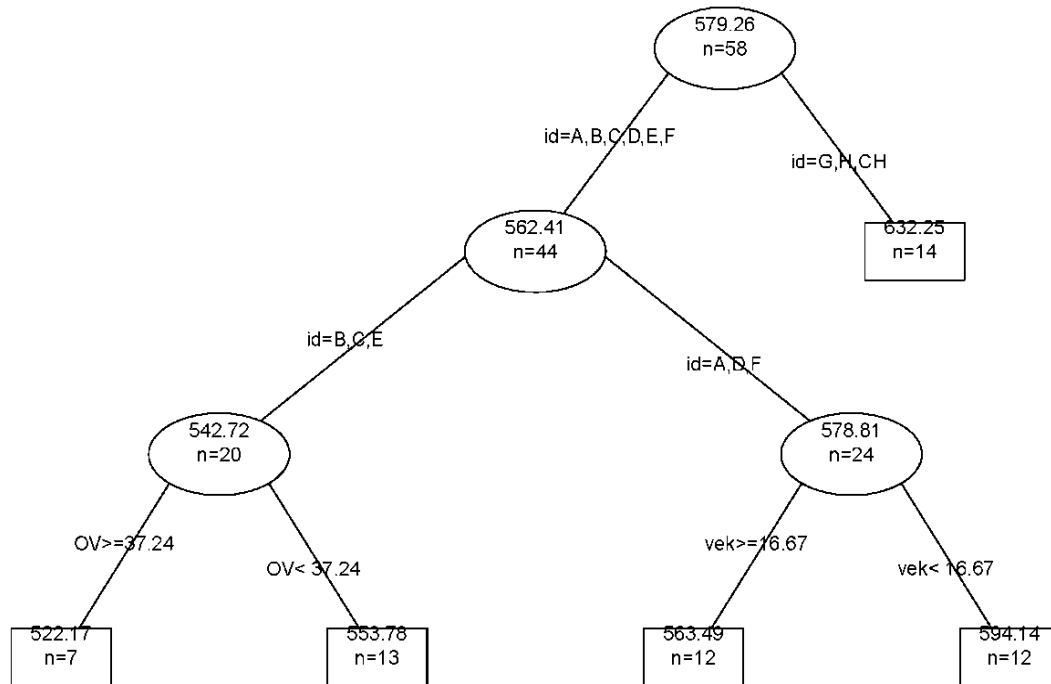 579.26
n=58
id=A,B,C,D,E,F
id=G,H,CH
562.41
n=44
632.25
n=14
id=B,C,E
id=A,D,F
542.72
n=20
578.81
n=24
OV>=37.24
OV< 37.24
vek>=16.67
vek< 16.67
522.17
n=7
553.78
n=13
563.49
n=12
594.14
n=12